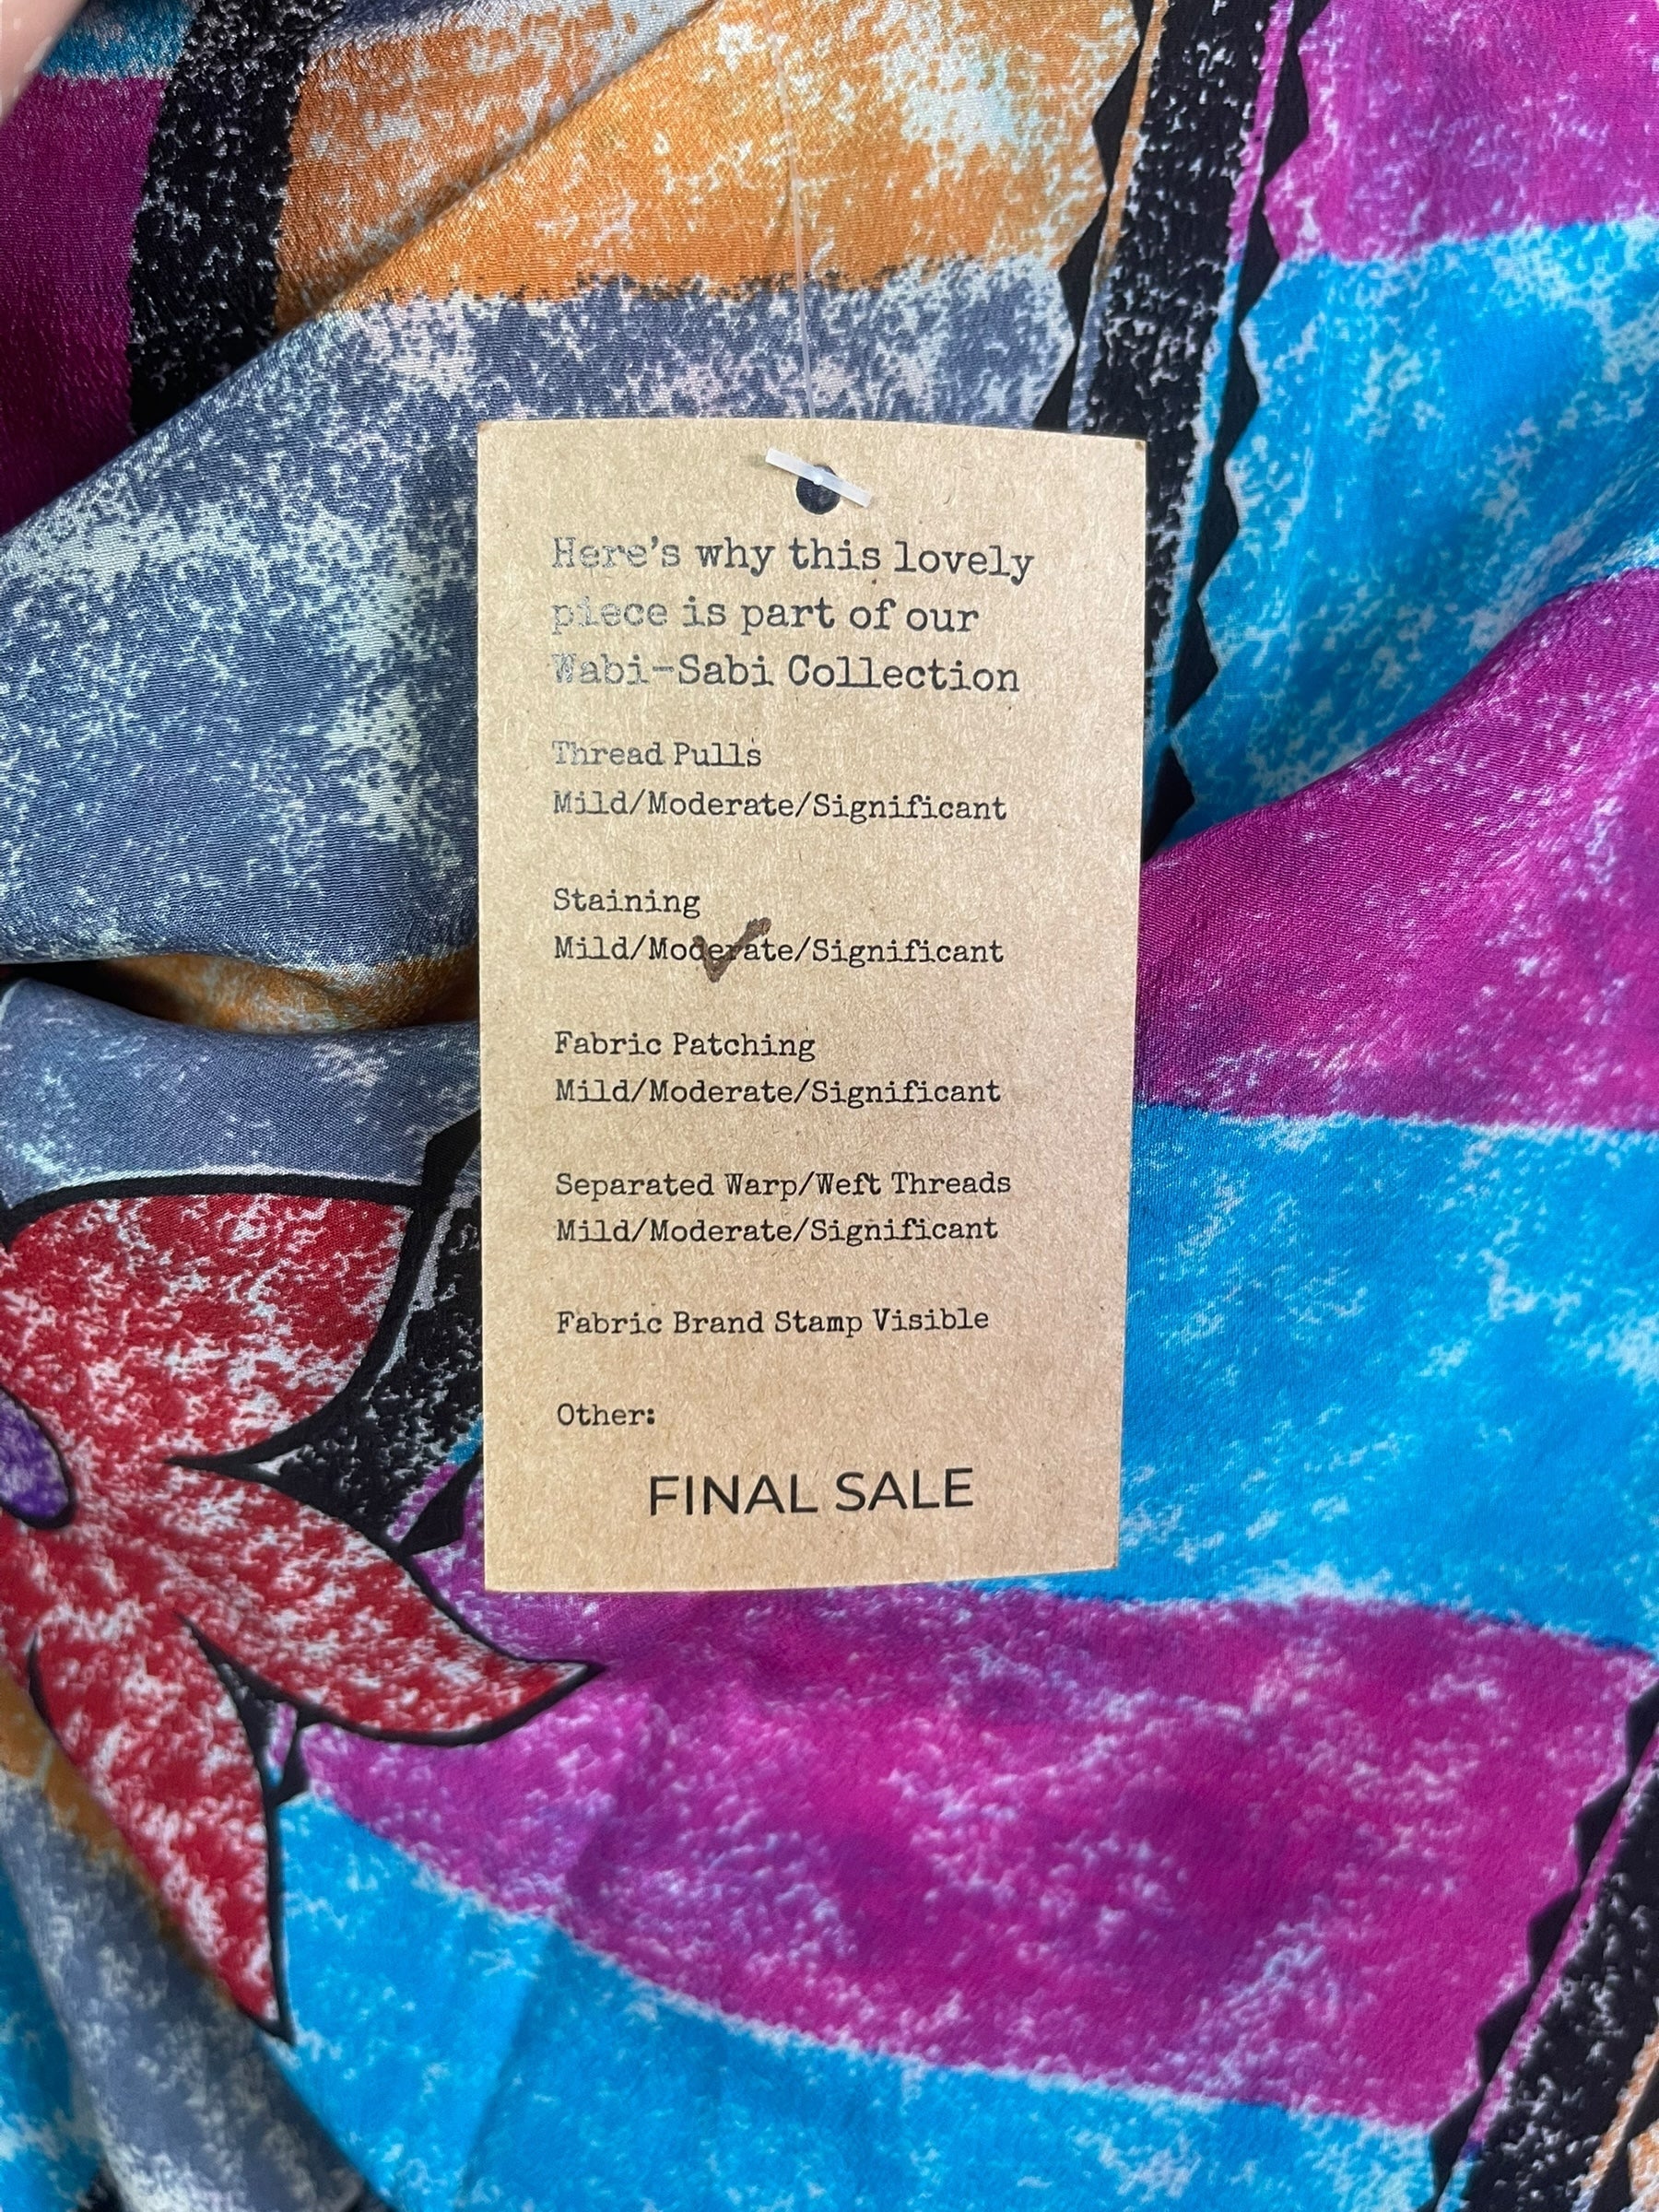 Here's why this lovely
piece is part of our
Wabi-Sabi Collection
Thread Pulls
Mild/Moderate/Significant
Staining
Mild/Moderate/Significant
Fabric Patching
Mild/Moderate/Significant
Separated Warp/Weft Threads
Mild/Moderate/Significant
Fabric Brand Stamp Visible
Other:
FINAL SALE